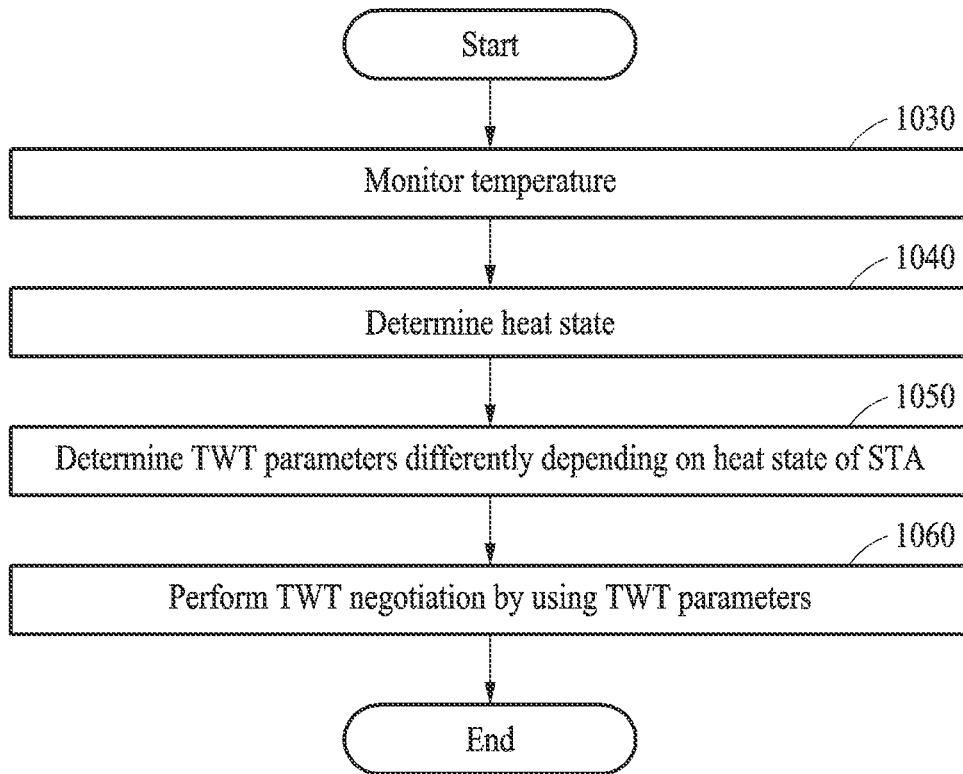 Start
1030
Monitor temperature
1040
Determine heat state
1050
Determine TWT parameters differently depending on heat state of STA
1060
Perform TWT negotiation by using TWT parameters
End